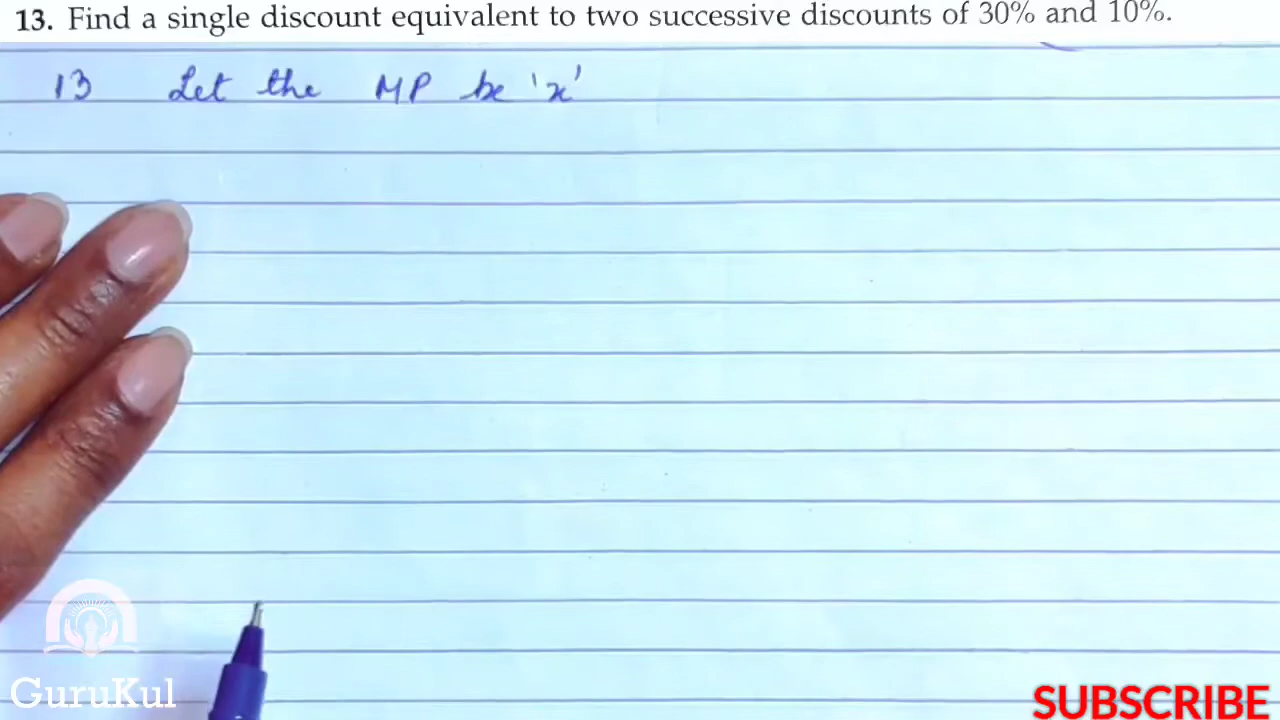 13. Find a single discount equivalent to two successive discounts of 30% and 10%.
13 Let the MP be 'x'
GuruKul
SUBSCRIBE